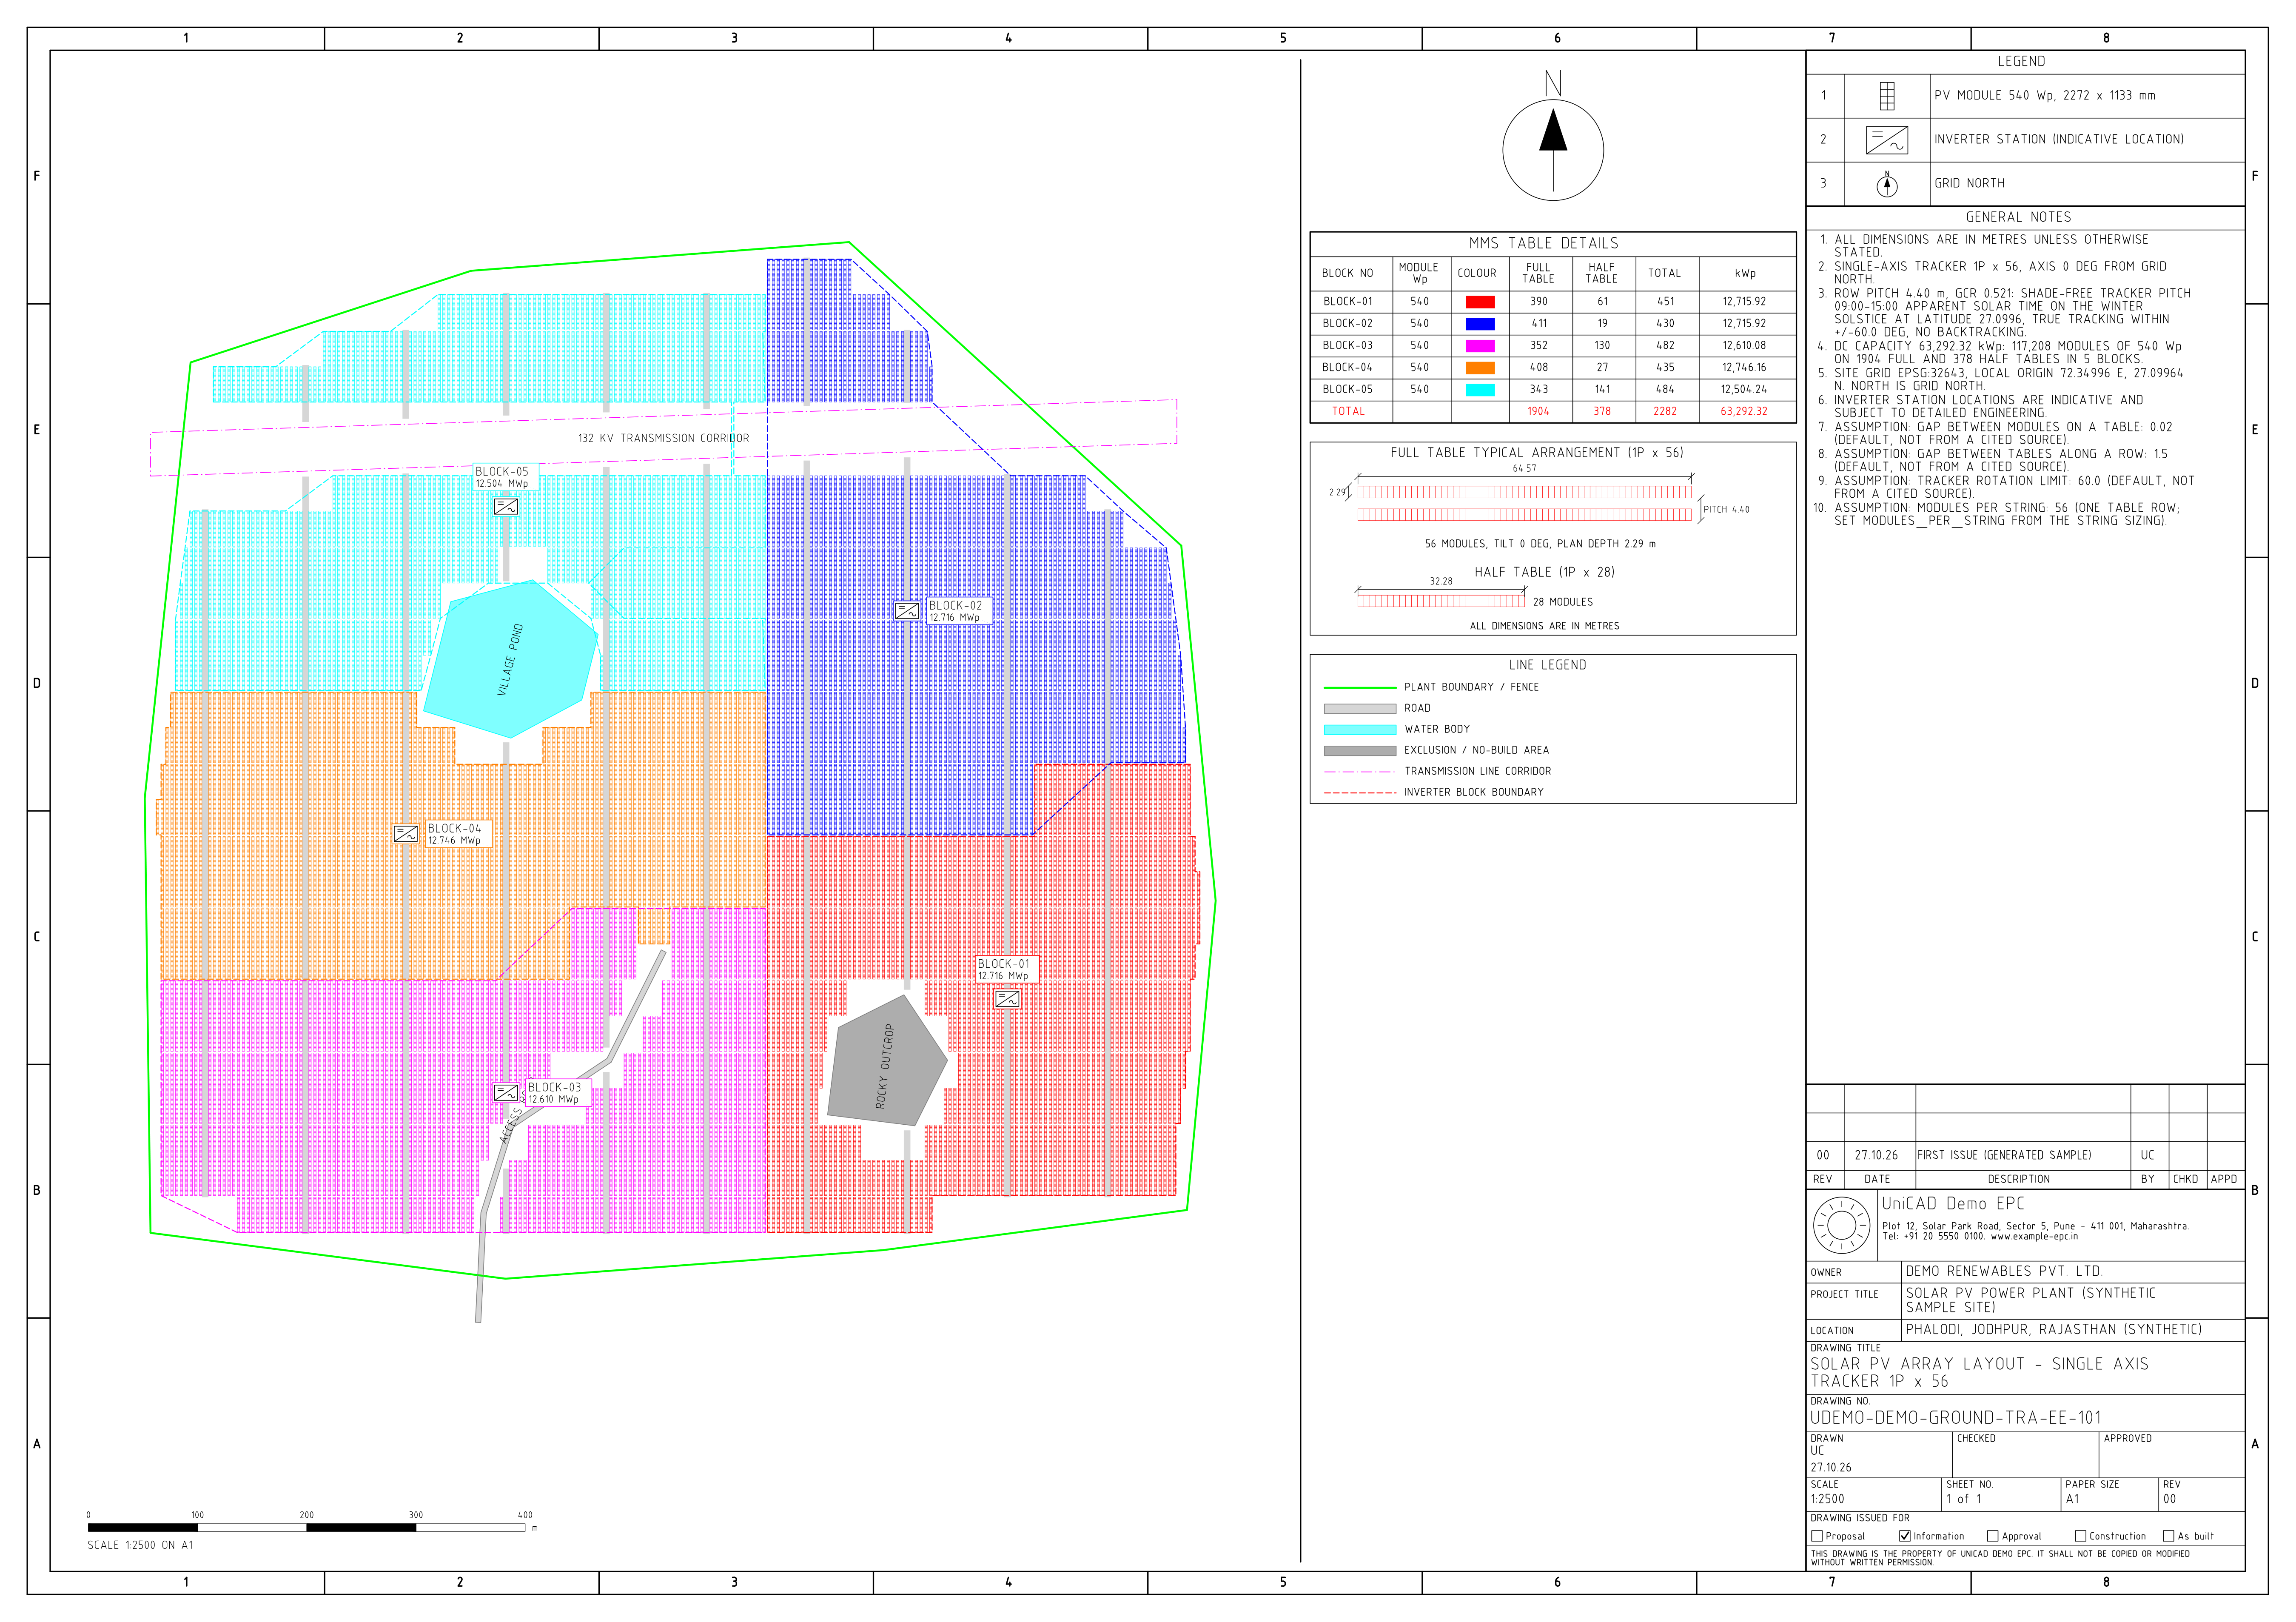 1 2 3 4 5 6 7 8
F
E
D
C
B
A
132 KV TRANSMISSION CORRIDOR
BLOCK-05
12.504 MWp
BLOCK-02
12.716 MWp
VILLAGE POND
BLOCK-04
12.746 MWp
BLOCK-01
12.716 MWp
ROCKY OUTCROP
BLOCK-03
12.610 MWp
ACCESS
0 100 200 300 400
m
SCALE 1:2500 ON A1
N
MMS TABLE DETAILS
BLOCK NO MODULE Wp COLOUR FULL TABLE HALF TABLE TOTAL kWp
BLOCK-01 540 390 61 451 12,715.92
BLOCK-02 540 411 19 430 12,715.92
BLOCK-03 540 352 130 482 12,610.08
BLOCK-04 540 408 27 435 12,746.16
BLOCK-05 540 343 141 484 12,504.24
TOTAL 1904 378 2282 63,292.32
FULL TABLE TYPICAL ARRANGEMENT (1P x 56)
64.57
2.29
PITCH 4.40
56 MODULES, TILT 0 DEG, PLAN DEPTH 2.29 m
HALF TABLE (1P x 28)
32.28
28 MODULES
ALL DIMENSIONS ARE IN METRES
LINE LEGEND
PLANT BOUNDARY / FENCE
ROAD
WATER BODY
EXCLUSION / NO-BUILD AREA
TRANSMISSION LINE CORRIDOR
INVERTER BLOCK BOUNDARY
LEGEND
1 PV MODULE 540 Wp, 2272 x 1133 mm
2 INVERTER STATION (INDICATIVE LOCATION)
3 N GRID NORTH
GENERAL NOTES
1. ALL DIMENSIONS ARE IN METRES UNLESS OTHERWISE
STATED.
2. SINGLE-AXIS TRACKER 1P x 56, AXIS 0 DEG FROM GRID
NORTH.
3. ROW PITCH 4.40 m, GCR 0.521: SHADE-FREE TRACKER PITCH
09:00-15:00 APPARENT SOLAR TIME ON THE WINTER
SOLSTICE AT LATITUDE 27.0996, TRUE TRACKING WITHIN
+/-60.0 DEG, NO BACKTRACKING.
4. DC CAPACITY 63,292.32 kWp: 117,208 MODULES OF 540 Wp
ON 1904 FULL AND 378 HALF TABLES IN 5 BLOCKS.
5. SITE GRID EPSG:32643, LOCAL ORIGIN 72.34996 E, 27.09964
N. NORTH IS GRID NORTH.
6. INVERTER STATION LOCATIONS ARE INDICATIVE AND
SUBJECT TO DETAILED ENGINEERING.
7. ASSUMPTION: GAP BETWEEN MODULES ON A TABLE: 0.02
(DEFAULT, NOT FROM A CITED SOURCE).
8. ASSUMPTION: GAP BETWEEN TABLES ALONG A ROW: 1.5
(DEFAULT, NOT FROM A CITED SOURCE).
9. ASSUMPTION: TRACKER ROTATION LIMIT: 60.0 (DEFAULT, NOT
FROM A CITED SOURCE).
10. ASSUMPTION: MODULES PER STRING: 56 (ONE TABLE ROW;
SET MODULES__PER__STRING FROM THE STRING SIZING).
00 27.10.26 FIRST ISSUE (GENERATED SAMPLE) UC
REV DATE DESCRIPTION BY CHKD APPD
UniCAD Demo EPC
Plot 12, Solar Park Road, Sector 5, Pune - 411 001, Maharashtra.
Tel: +91 20 5550 0100. www.example-epc.in
OWNER DEMO RENEWABLES PVT. LTD.
PROJECT TITLE SOLAR PV POWER PLANT (SYNTHETIC
SAMPLE SITE)
LOCATION PHALODI, JODHPUR, RAJASTHAN (SYNTHETIC)
DRAWING TITLE
SOLAR PV ARRAY LAYOUT - SINGLE AXIS
TRACKER 1P x 56
DRAWING NO.
UDEMO-DEMO-GROUND-TRA-EE-101
DRAWN CHECKED APPROVED
UC
27.10.26
SCALE SHEET NO. PAPER SIZE REV
1:2500 1 of 1 A1 00
DRAWING ISSUED FOR
Proposal Information Approval Construction As built
THIS DRAWING IS THE PROPERTY OF UNICAD DEMO EPC. IT SHALL NOT BE COPIED OR MODIFIED
WITHOUT WRITTEN PERMISSION.
F
E
D
C
B
A
1 2 3 4 5 6 7 8